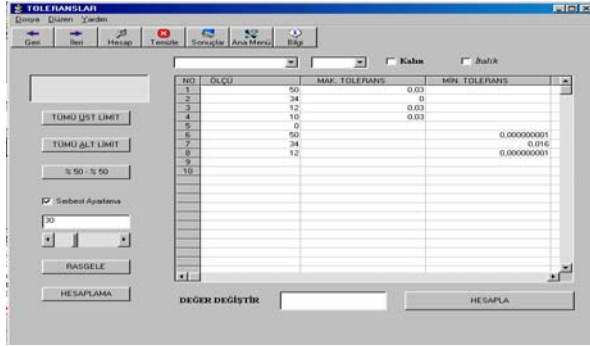 TOLERANSLAR
Dosya Düzen Yardım
Geri İleri Hesap Temizle Sonuçlar Ana Menü Bilgi
Kalın İtalik
NO ÖLÇÜ MAK. TOLERANS MİN. TOLERANS
1 50 0,03
2 34 0
3 12 0,03
4 10 0,03
5 0
6 50 0,000000001
7 34 0,016
8 12 0,000000001
9
10
TÜMÜ ÜST LİMİT
TÜMÜ ALT LİMİT
% 50 - % 50
Serbest Ayarlama
30
RASGELE
HESAPLAMA
DEĞER DEĞİŞTİR HESAPLA